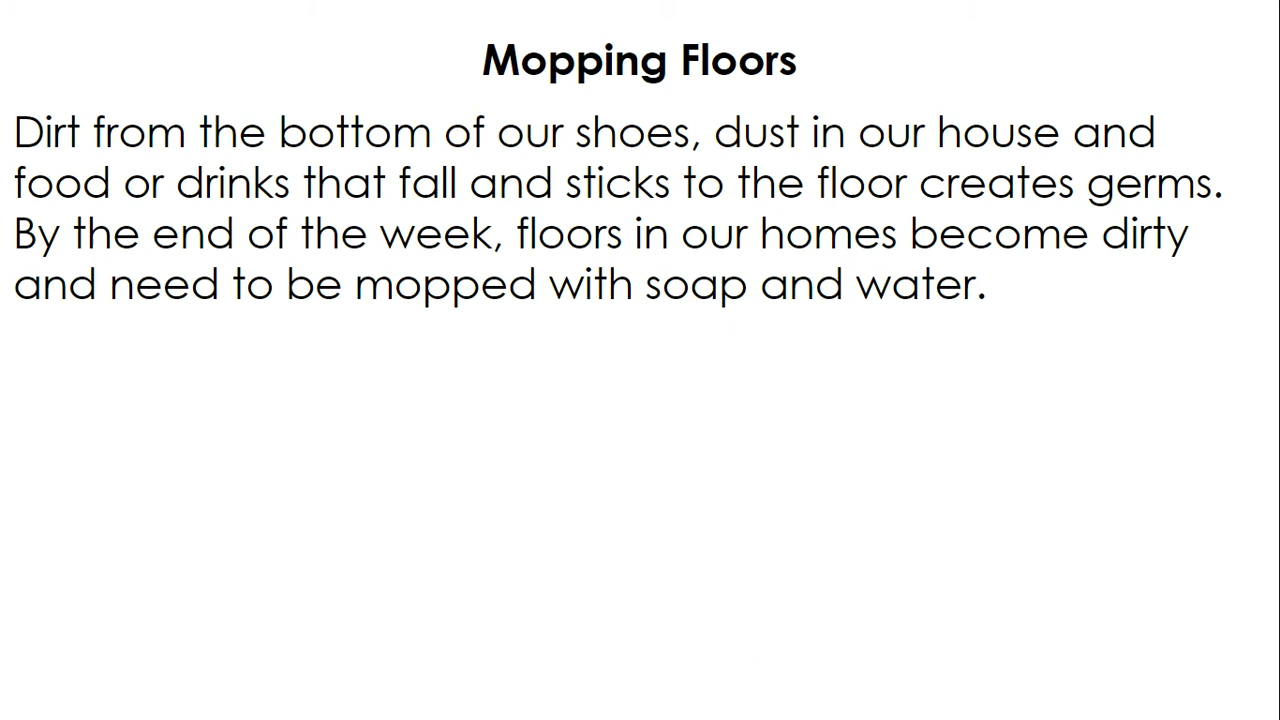 Mopping Floors
Dirt from the bottom of our shoes, dust in our house and
food or drinks that fall and sticks to the floor creates germs.
By the end of the week, floors in our homes become dirty
and need to be mopped with soap and water.